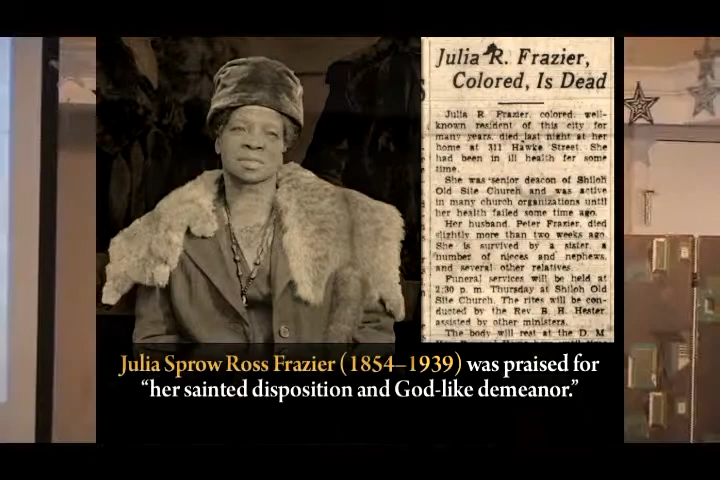 Julia R. Frazier,
Colored, Is Dead
Julia R. Frazier, colored, well-
known resident of this city for
many years, died last night at her
home at 311 Hawke Street. She
had been in ill health for some
time.
She was senior deacon of Shiloh
Old Site Church and was active
in many church organizations until
her health failed some time ago.
Her husband, Peter Frazier, died
slightly more than two weeks ago.
She is survived by a sister, a
number of nieces and nephews,
and several other relatives.
Funeral services will be held at
2:30 p. m. Thursday at Shiloh Old
Site Church. The rites will be con-
ducted by the Rev. B. H. Hester,
assisted by other ministers.
The body will rest at the D. M
Julia Sprow Ross Frazier (1854–1939) was praised for
“her sainted disposition and God-like demeanor.”